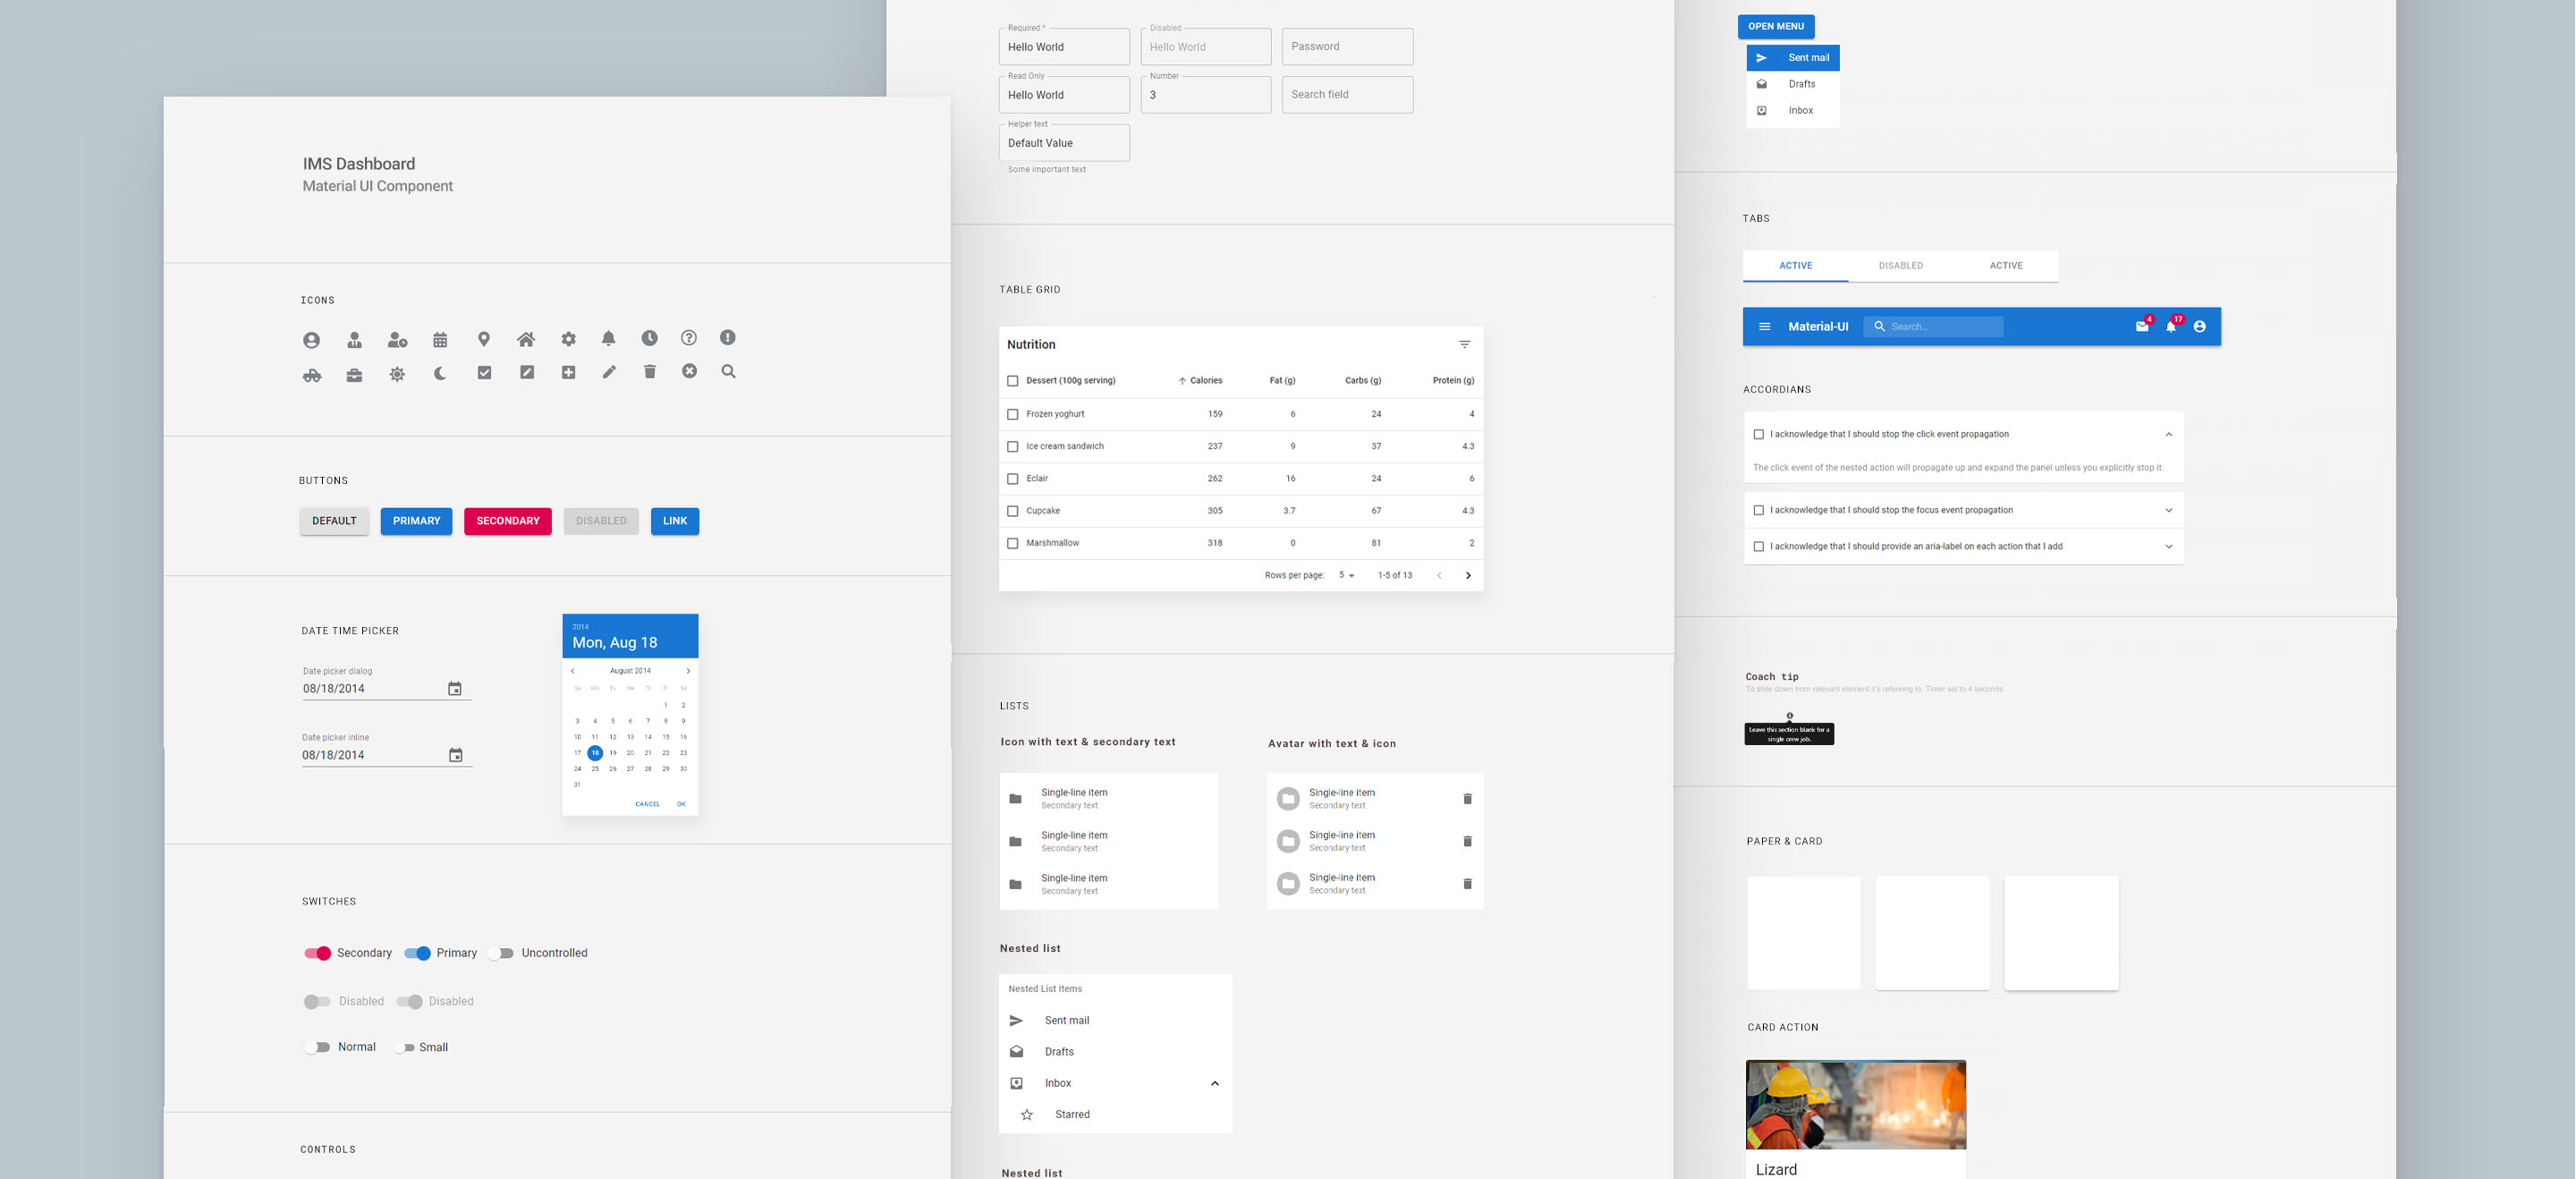 IMS Dashboard
Material UI Component
ICONS
BUTTONS
DEFAULT PRIMARY SECONDARY DISABLED LINK
DATE TIME PICKER
Date picker dialog
08/18/2014
Date picker inline
08/18/2014
2014
Mon, Aug 18
August 2014
Su Mo Tu We Th Fr Sa
1 2
3 4 5 6 7 8 9
10 11 12 13 14 15 16
17 18 19 20 21 22 23
24 25 26 27 28 29 30
31
CANCEL OK
SWITCHES
Secondary Primary Uncontrolled
Disabled Disabled
Normal Small
CONTROLS
Required * Disabled
Hello World Hello World Password
Read Only Number
Hello World 3 Search field
Helper text
Default Value
Some important text
TABLE GRID
Nutrition
Dessert (100g serving) Calories Fat (g) Carbs (g) Protein (g)
Frozen yoghurt 159 6 24 4
Ice cream sandwich 237 9 37 4.3
Eclair 262 16 24 6
Cupcake 305 3.7 67 4.3
Marshmallow 318 0 81 2
Rows per page: 5 1-5 of 13
LISTS
Icon with text & secondary text
Single-line item
Secondary text
Single-line item
Secondary text
Single-line item
Secondary text
Avatar with text & icon
Single-line item
Secondary text
Single-line item
Secondary text
Single-line item
Secondary text
Nested list
Nested List Items
Sent mail
Drafts
Inbox
Starred
Nested list
OPEN MENU
Sent mail
Drafts
Inbox
TABS
ACTIVE DISABLED ACTIVE
Material-UI Search... 4 17
ACCORDIANS
I acknowledge that I should stop the click event propagation
The click event of the nested action will propagate up and expand the panel unless you explicitly stop it.
I acknowledge that I should stop the focus event propagation
I acknowledge that I should provide an aria-label on each action that I add
Coach tip
To slide down from relevant element it's refereing to. Timer set to 4 seconds
Leave this section blank for a
single crew job.
PAPER & CARD
CARD ACTION
Lizard